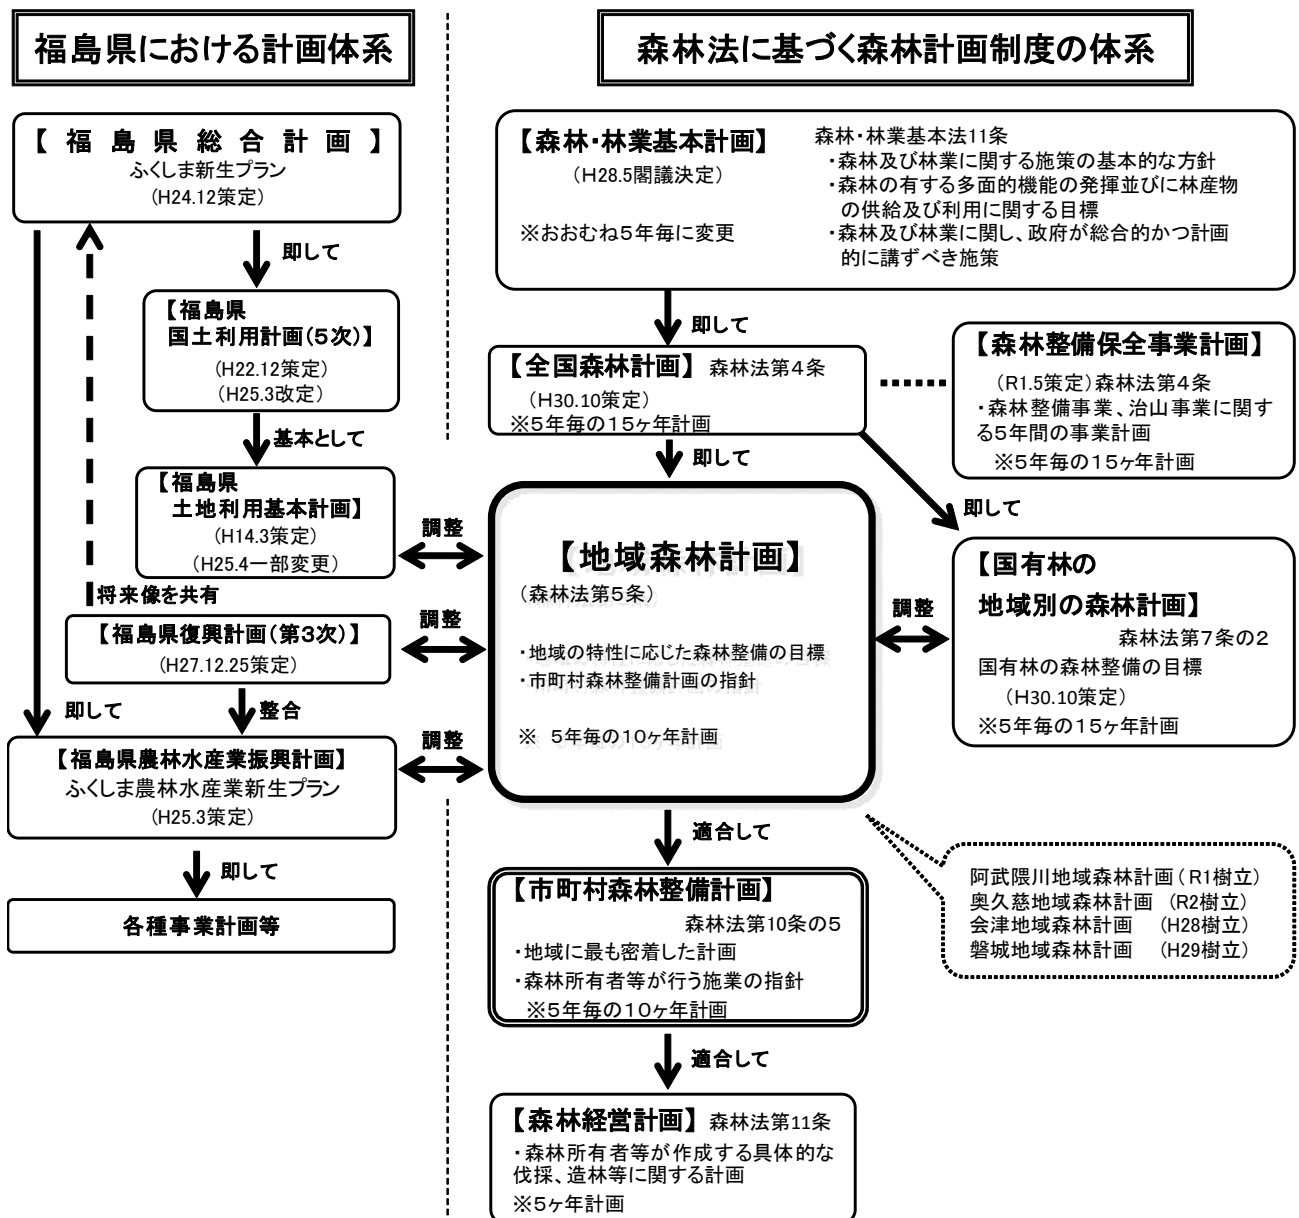 福島県における計画体系
【福島県総合計画】
ふくしま新生プラン
(H24.12策定)
即して
【福島県
国土利用計画(5次)】
(H22.12策定)
(H25.3改定)
基本として
【福島県
土地利用基本計画】
(H14.3策定)
(H25.4一部変更)
調整
将来像を共有
【福島県復興計画(第3次)】
(H27.12.25策定)
調整
即して
整合
【福島県農林水産業振興計画】
ふくしま農林水産業新生プラン
(H25.3策定)
調整
即して
各種事業計画等
森林法に基づく森林計画制度の体系
【森林・林業基本計画】
(H28.5閣議決定)
※おおむね5年毎に変更
森林・林業基本法11条
・森林及び林業に関する施策の基本的な方針
・森林の有する多面的機能の発揮並びに林産物
の供給及び利用に関する目標
・森林及び林業に関し、政府が総合的かつ計画
的に講ずべき施策
即して
【全国森林計画】 森林法第4条
(H30.10策定)
※5年毎の15ヶ年計画
【森林整備保全事業計画】
(R1.5策定)森林法第4条
・森林整備事業、治山事業に関す
る5年間の事業計画
※5年毎の15ヶ年計画
即して
即して
【地域森林計画】
(森林法第5条)
・地域の特性に応じた森林整備の目標
・市町村森林整備計画の指針
※ 5年毎の10ヶ年計画
調整
【国有林の
地域別の森林計画】
森林法第7条の2
国有林の森林整備の目標
(H30.10策定)
※5年毎の15ヶ年計画
適合して
阿武隈川地域森林計画(R1樹立)
奥久慈地域森林計画 (R2樹立)
会津地域森林計画 (H28樹立)
磐城地域森林計画 (H29樹立)
【市町村森林整備計画】
森林法第10条の5
・地域に最も密着した計画
・森林所有者等が行う施業の指針
※5年毎の10ヶ年計画
適合して
【森林経営計画】 森林法第11条
・森林所有者等が作成する具体的な
伐採、造林等に関する計画
※5ヶ年計画